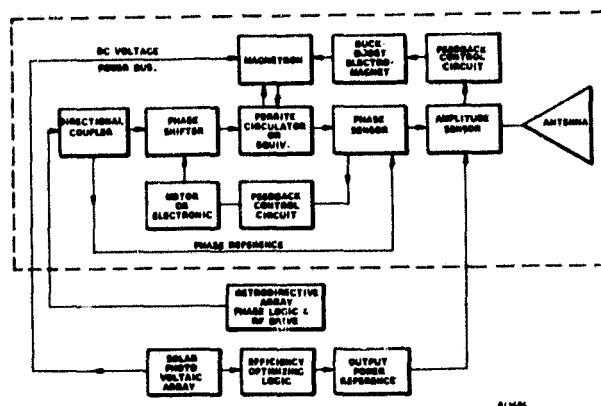 DC VOLTAGE
POWER BUS.
MAGNETRON
BUCK-
BOOST
ELECTRO-
MAGNET
FEEDBACK
CONTROL
CIRCUIT
DIRECTIONAL
COUPLER
PHASE
SHIFTER
FERRITE
CIRCULATOR
OR
EQUIV.
PHASE
SENSOR
AMPLITUDE
SENSOR
ANTENNA
MOTOR
OR
ELECTRONIC
FEEDBACK
CONTROL
CIRCUIT
PHASE REFERENCE
RETRODIRECTIVE
ARRAY
PHASE LOGIC &
RF DRIVE
SOLAR
PHOTO
VOLTAIC
ARRAY
EFFICIENCY
OPTIMIZING
LOGIC
OUTPUT
POWER
REFERENCE